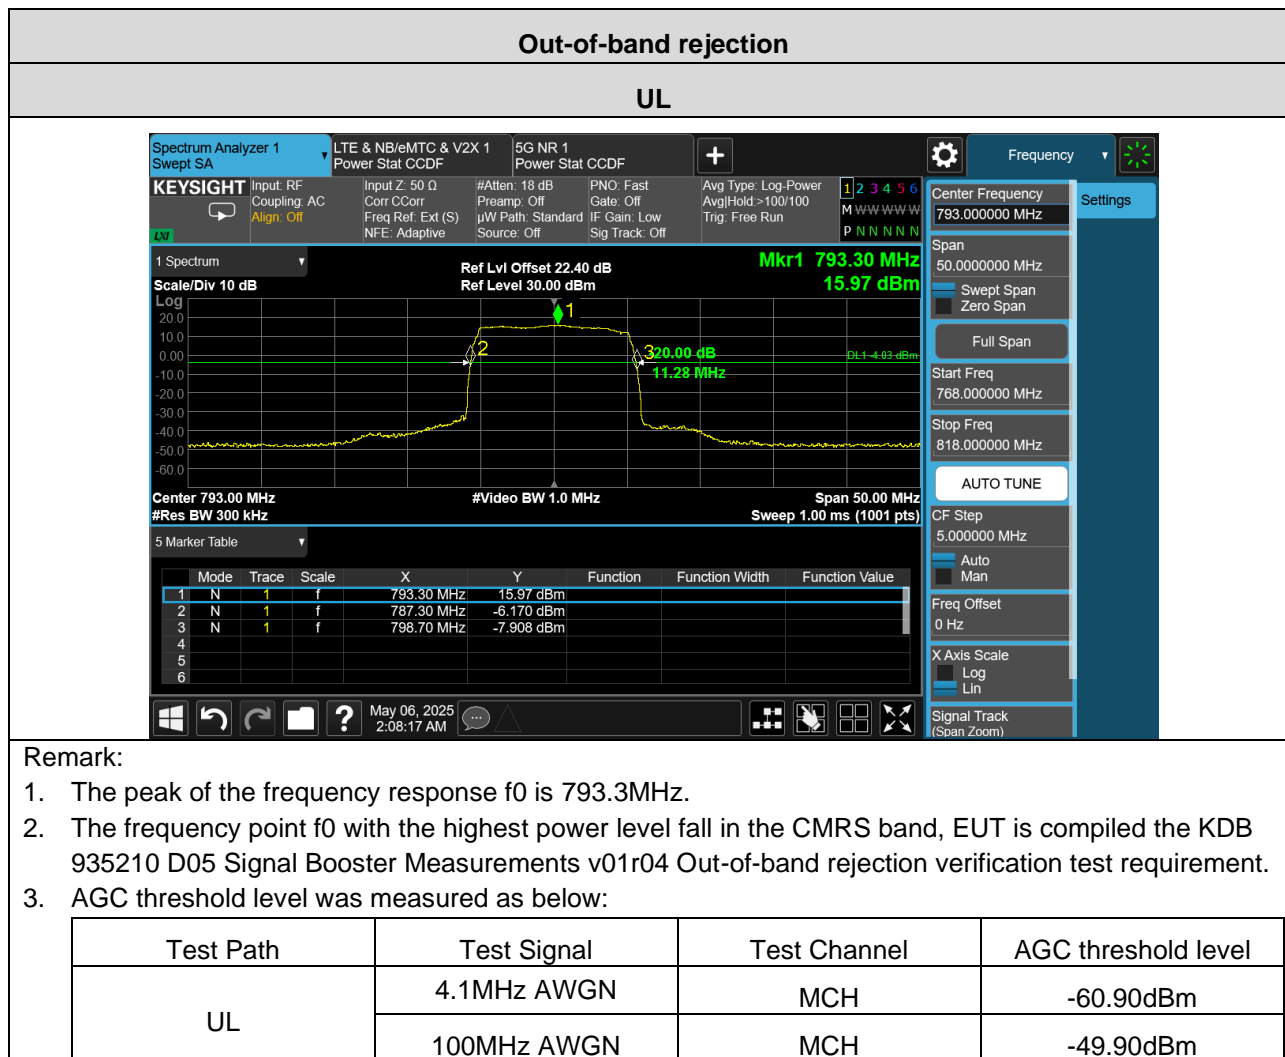 Out-of-band rejection
UL
Spectrum Analyzer 1
Swept SA
LTE & NB/eMTC & V2X 1
Power Stat CCDF
5G NR 1
Power Stat CCDF
Frequency
KEYSIGHT
LXI
Input: RF
Coupling: AC
Align: Off
Input Z: 50 Ω
Corr CCorr
Freq Ref: Ext (S)
NFE: Adaptive
#Atten: 18 dB
Preamp: Off
µW Path: Standard
Source: Off
PNO: Fast
Gate: Off
IF Gain: Low
Sig Track: Off
Avg Type: Log-Power
Avg|Hold:>100/100
Trig: Free Run
1 2 3 4 5 6
M W W W W W
P N N N N N
1 Spectrum
Scale/Div 10 dB
Ref Lvl Offset 22.40 dB
Ref Level 30.00 dBm
Mkr1 793.30 MHz
15.97 dBm
Log
20.0
10.0
0.00
-10.0
-20.0
-30.0
-40.0
-50.0
-60.0
1
2
3
20.00 dB
11.28 MHz
DL1 -4.03 dBm
Center 793.00 MHz
#Res BW 300 kHz
#Video BW 1.0 MHz
Span 50.00 MHz
Sweep 1.00 ms (1001 pts)
5 Marker Table
Mode Trace Scale X Y Function Function Width Function Value
1 N 1 f 793.30 MHz 15.97 dBm
2 N 1 f 787.30 MHz -6.170 dBm
3 N 1 f 798.70 MHz -7.908 dBm
4
5
6
May 06, 2025
2:08:17 AM
Center Frequency
793.000000 MHz
Settings
Span
50.0000000 MHz
Swept Span
Zero Span
Full Span
Start Freq
768.000000 MHz
Stop Freq
818.000000 MHz
AUTO TUNE
CF Step
5.000000 MHz
Auto
Man
Freq Offset
0 Hz
X Axis Scale
Log
Lin
Signal Track
(Span Zoom)
Remark:
1. The peak of the frequency response f0 is 793.3MHz.
2. The frequency point f0 with the highest power level fall in the CMRS band, EUT is compiled the KDB
935210 D05 Signal Booster Measurements v01r04 Out-of-band rejection verification test requirement.
3. AGC threshold level was measured as below:
Test Path Test Signal Test Channel AGC threshold level
UL
4.1MHz AWGN MCH -60.90dBm
100MHz AWGN MCH -49.90dBm